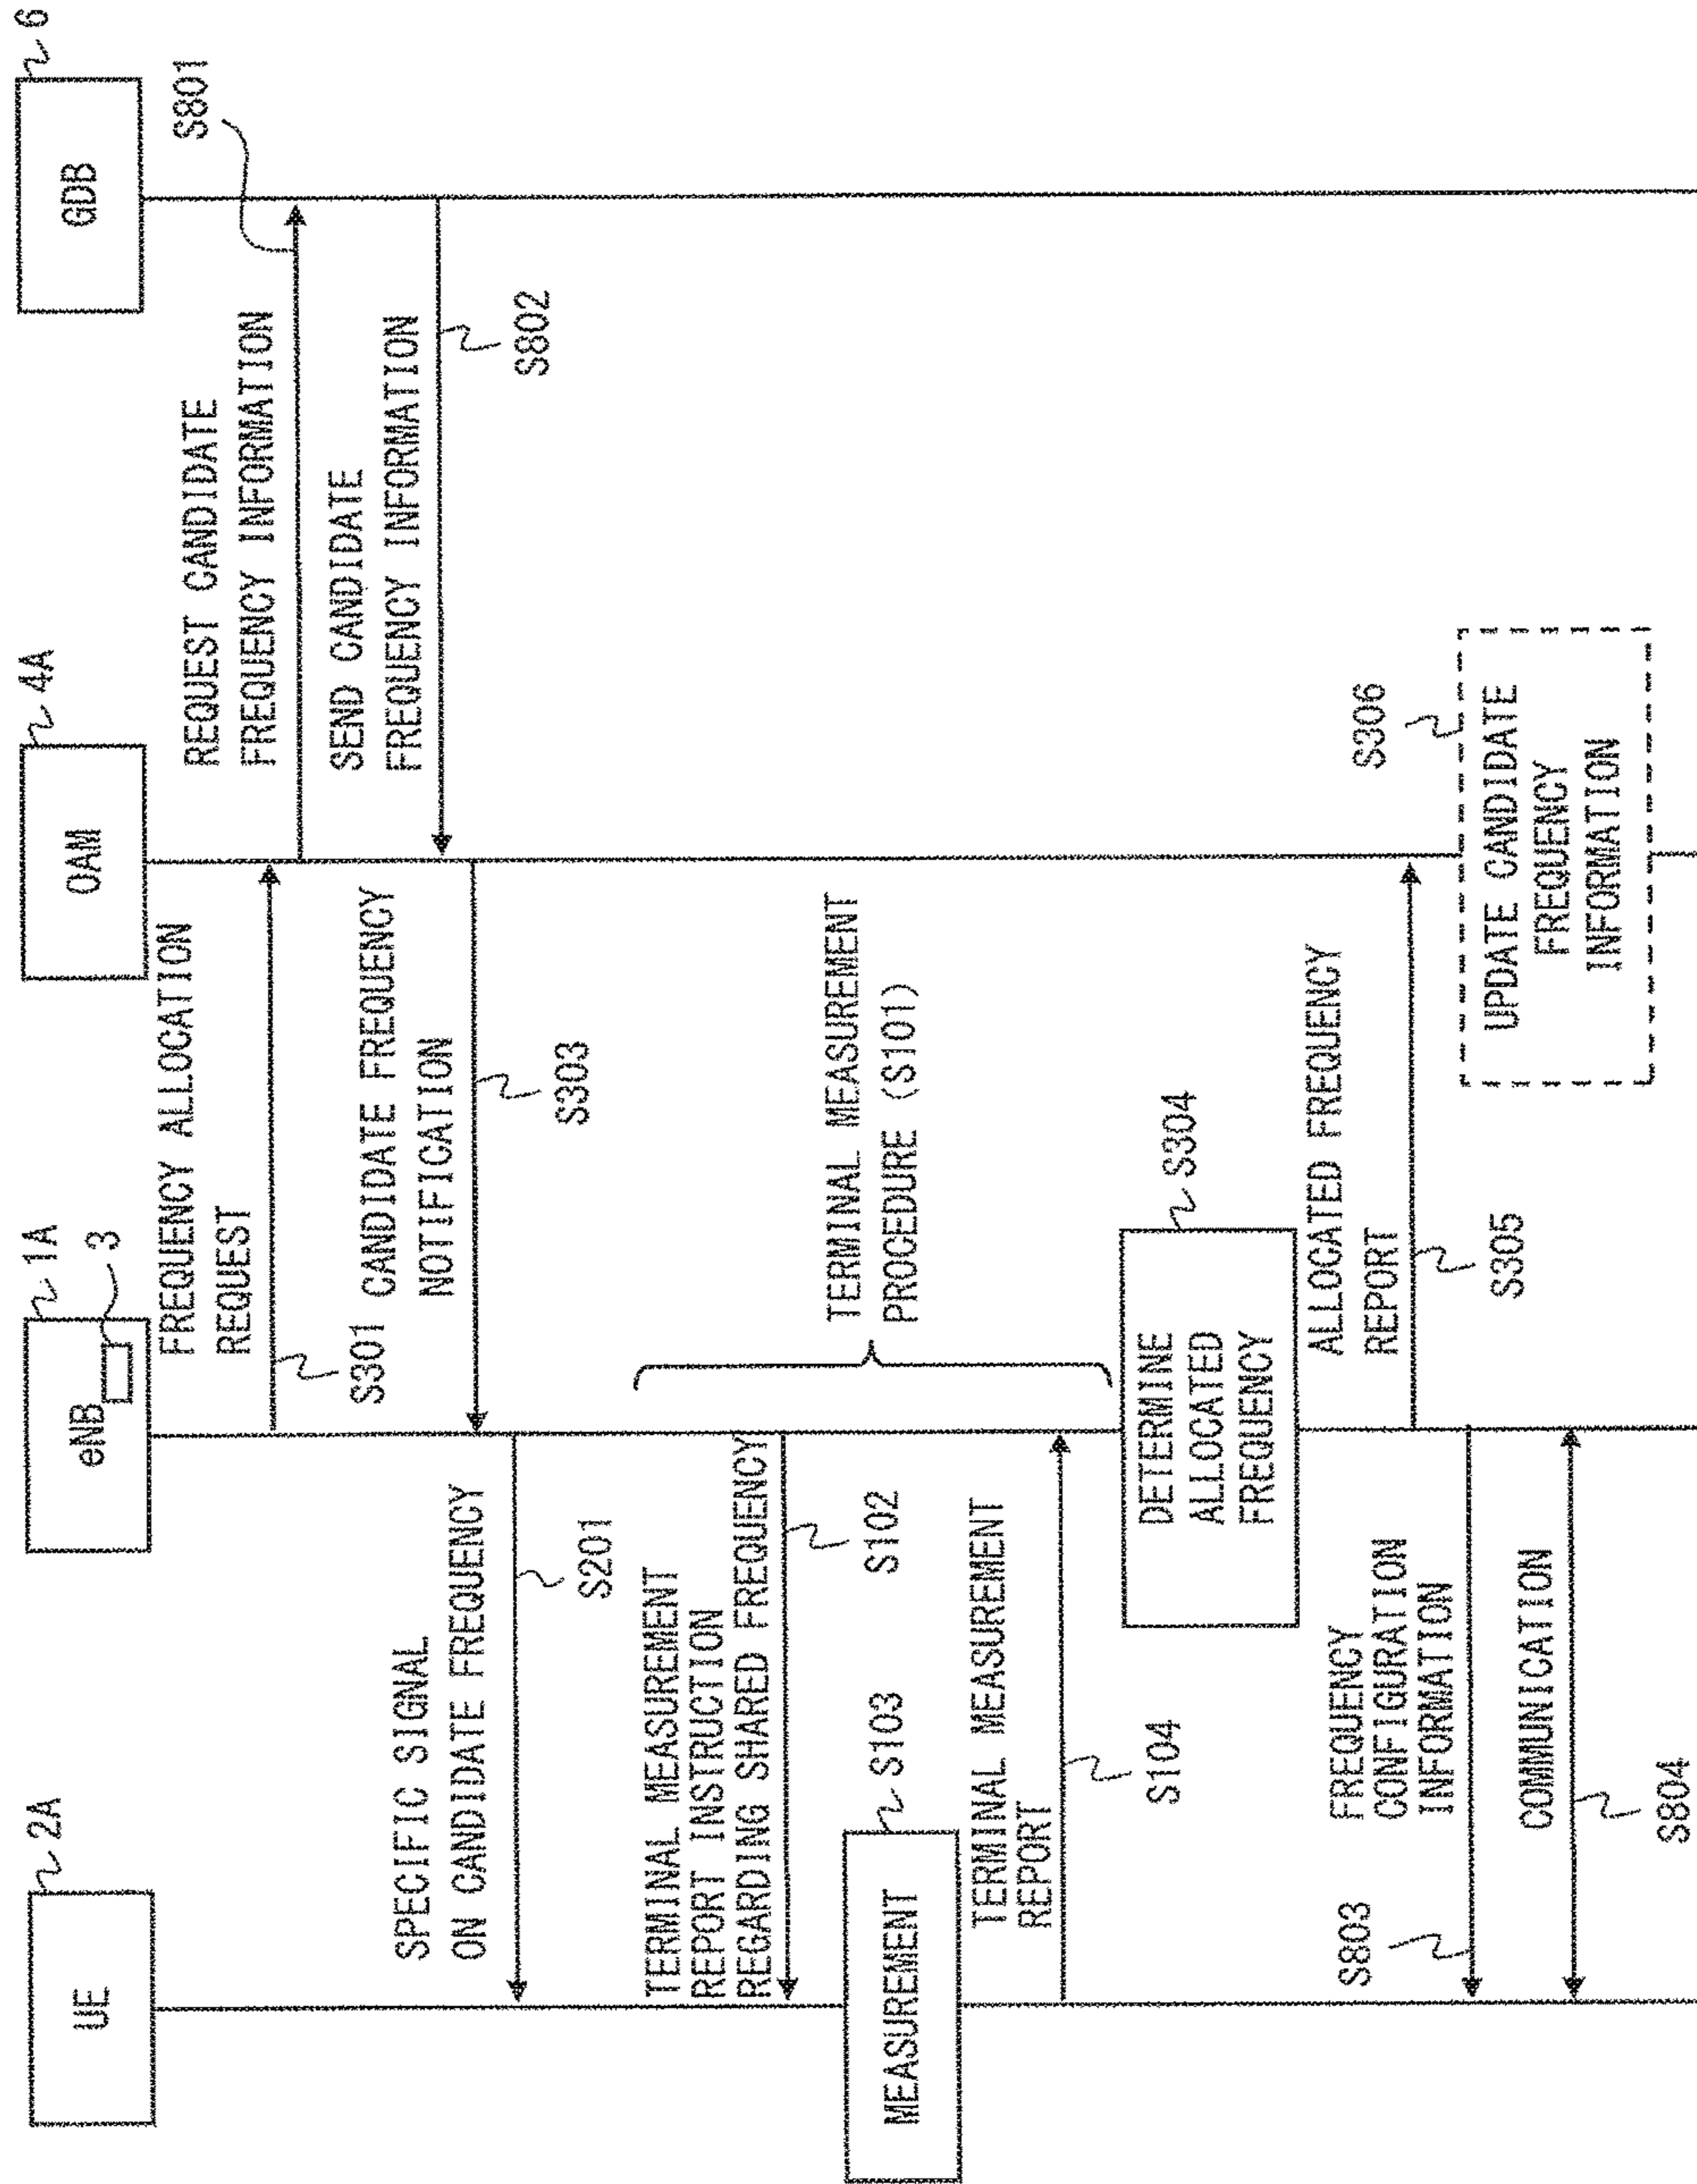 UE
2A
eNB
1A
3
OAM
4A
GDB
6
FREQUENCY ALLOCATION
REQUEST
S301
REQUEST CANDIDATE
FREQUENCY INFORMATION
S801
SEND CANDIDATE
FREQUENCY INFORMATION
S802
CANDIDATE FREQUENCY
NOTIFICATION
S303
SPECIFIC SIGNAL
ON CANDIDATE FREQUENCY
S201
TERMINAL MEASUREMENT
REPORT INSTRUCTION
REGARDING SHARED FREQUENCY
S102
TERMINAL MEASUREMENT
PROCEDURE (S101)
MEASUREMENT
S103
TERMINAL MEASUREMENT
REPORT
S104
DETERMINE
ALLOCATED
FREQUENCY
S304
ALLOCATED FREQUENCY
REPORT
S305
FREQUENCY
CONFIGURATION
INFORMATION
S803
UPDATE CANDIDATE
FREQUENCY
INFORMATION
S306
COMMUNICATION
S804